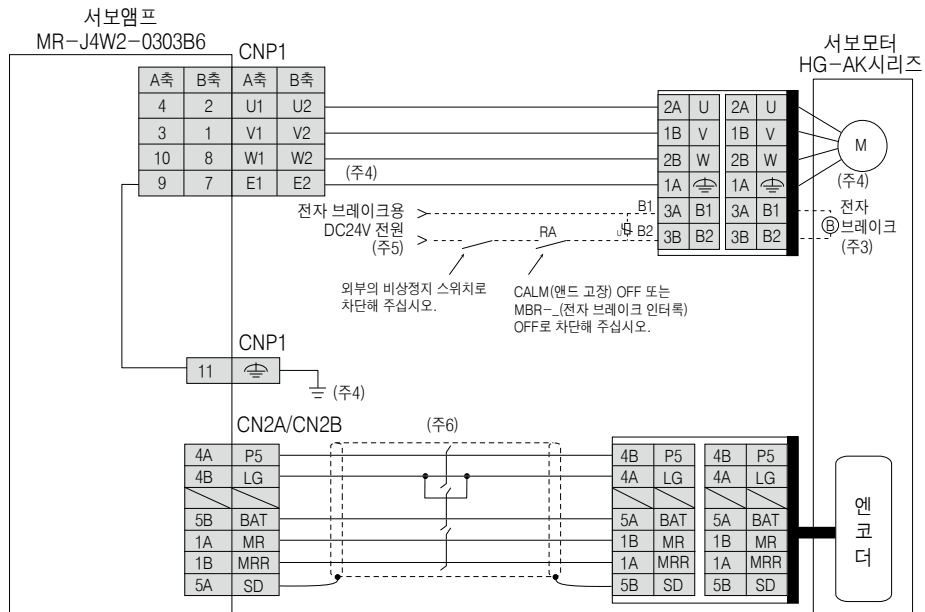 서보앰프
MR-J4W2-0303B6
CNP1
A축 B축 A축 B축
4 2 U1 U2
3 1 V1 V2
10 8 W1 W2
9 7 E1 E2
(주4)
서보모터
HG-AK시리즈
2A U 2A U
1B V 1B V
2B W 2B W
1A 1A
3A B1 3A B1
3B B2 3B B2
M
(주4)
전자
Ⓑ브레이크
(주3)
전자 브레이크용
DC24V 전원
(주5)
B1
U B2
RA
외부의 비상정지 스위치로
차단해 주십시오.
CALM(앤드 고장) OFF 또는
MBR-_(전자 브레이크 인터록)
OFF로 차단해 주십시오.
CNP1
11
(주4)
CN2A/CN2B
(주6)
4A P5
4B LG
5B BAT
1A MR
1B MRR
5A SD
4B P5 4B P5
4A LG 4A LG
5A BAT 5A BAT
1B MR 1B MR
1A MRR 1A MRR
5B SD 5B SD
엔
코
더